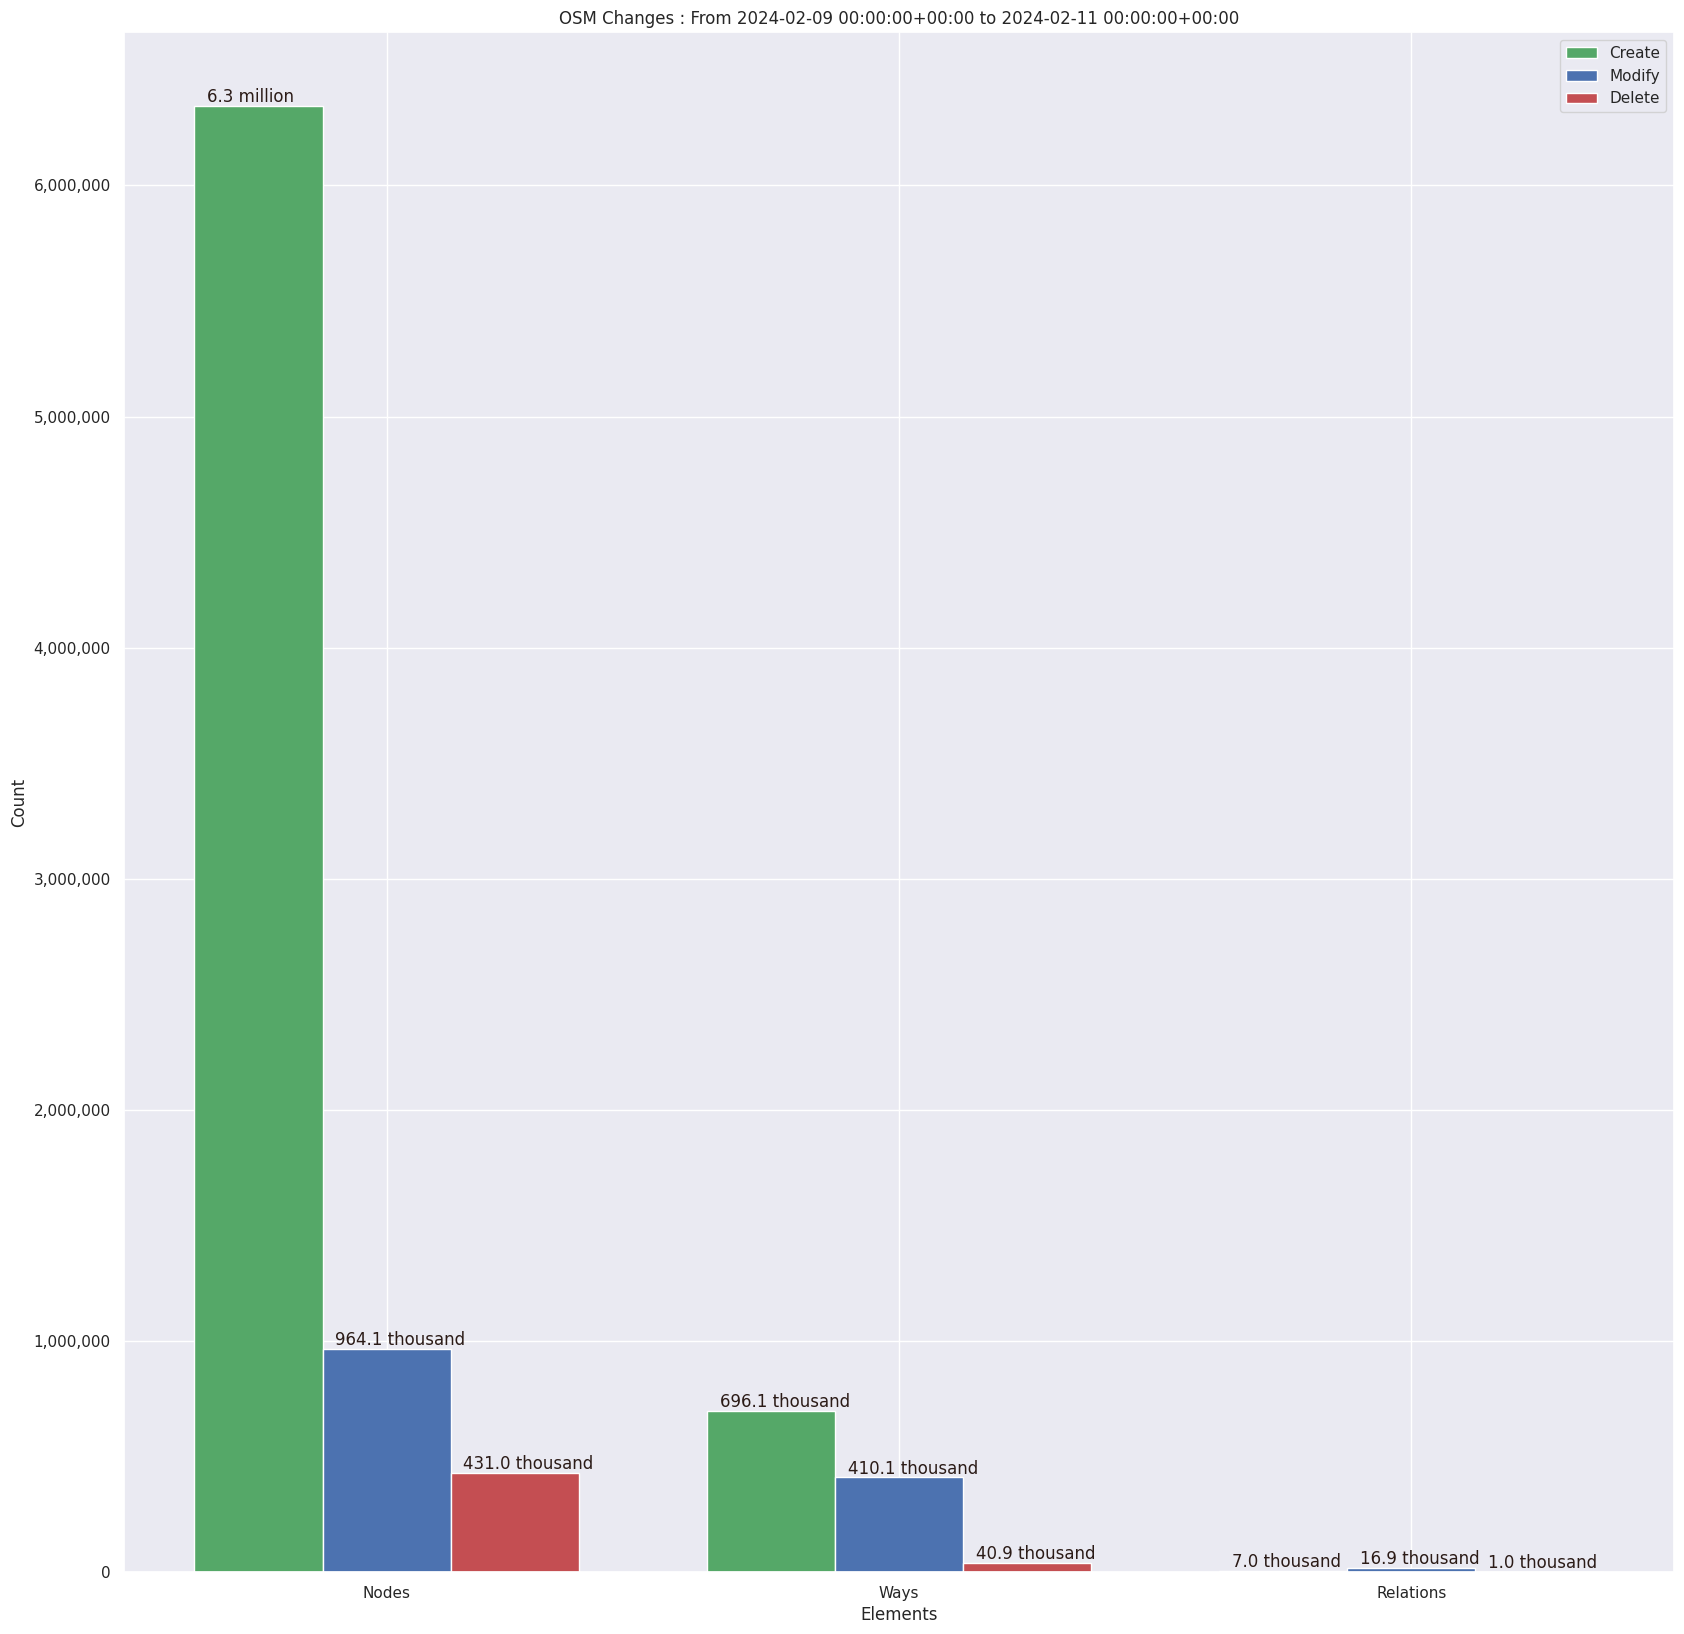 OSM Changes : From 2024-02-09 00:00:00+00:00 to 2024-02-11 00:00:00+00:00
Create
Modify
Delete
6.3 million
6,000,000
5,000,000
4,000,000
3,000,000
2,000,000
1,000,000
0
Count
964.1 thousand
431.0 thousand
696.1 thousand
410.1 thousand
40.9 thousand
7.0 thousand
16.9 thousand
1.0 thousand
Nodes
Ways
Relations
Elements